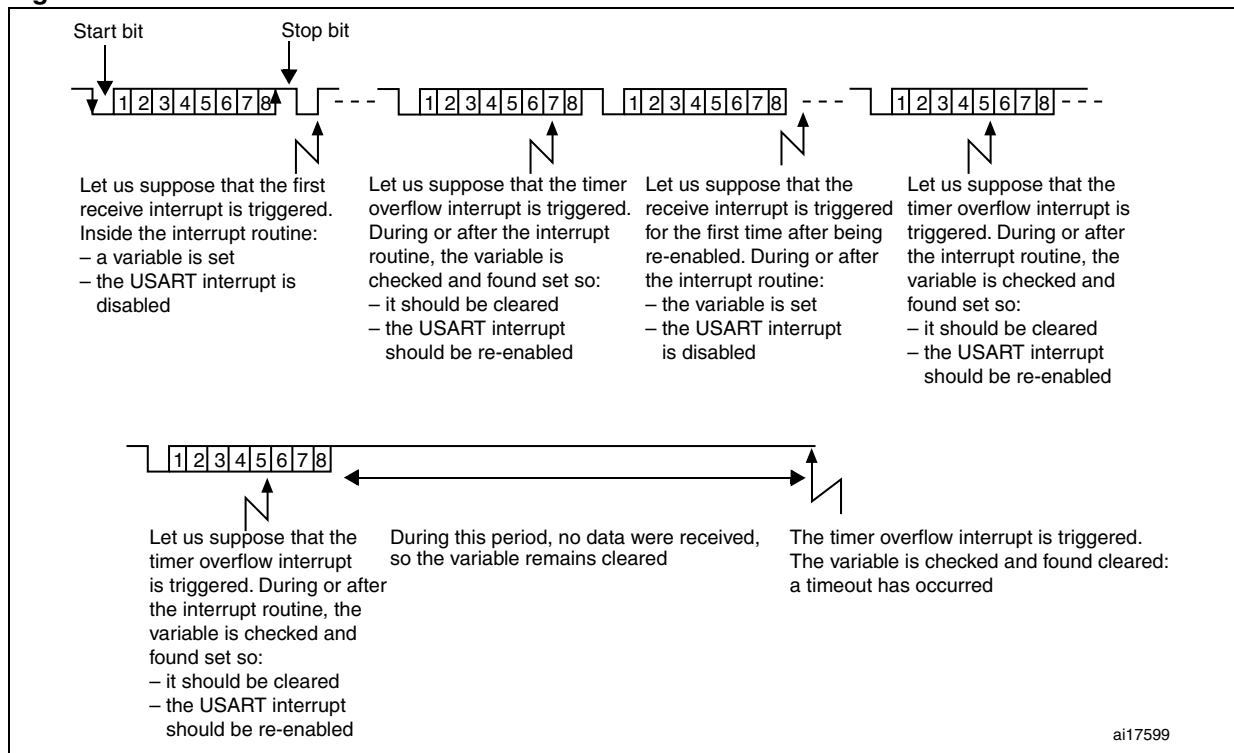 Start bit
Stop bit
1 2 3 4 5 6 7 8
1 2 3 4 5 6 7 8
1 2 3 4 5 6 7 8
1 2 3 4 5 6 7 8
Let us suppose that the first
receive interrupt is triggered.
Inside the interrupt routine:
– a variable is set
– the USART interrupt is
disabled
Let us suppose that the timer
overflow interrupt is triggered.
During or after the interrupt
routine, the variable is
checked and found set so:
– it should be cleared
– the USART interrupt
should be re-enabled
Let us suppose that the
receive interrupt is triggered
for the first time after being
re-enabled. During or after
the interrupt routine:
– the variable is set
– the USART interrupt
is disabled
Let us suppose that the
timer overflow interrupt is
triggered. During or after
the interrupt routine, the
variable is checked and
found set so:
– it should be cleared
– the USART interrupt
should be re-enabled
1 2 3 4 5 6 7 8
Let us suppose that the
timer overflow interrupt
is triggered. During or after
the interrupt routine, the
variable is checked and
found set so:
– it should be cleared
– the USART interrupt
should be re-enabled
During this period, no data were received,
so the variable remains cleared
The timer overflow interrupt is triggered.
The variable is checked and found cleared:
a timeout has occurred
ai17599